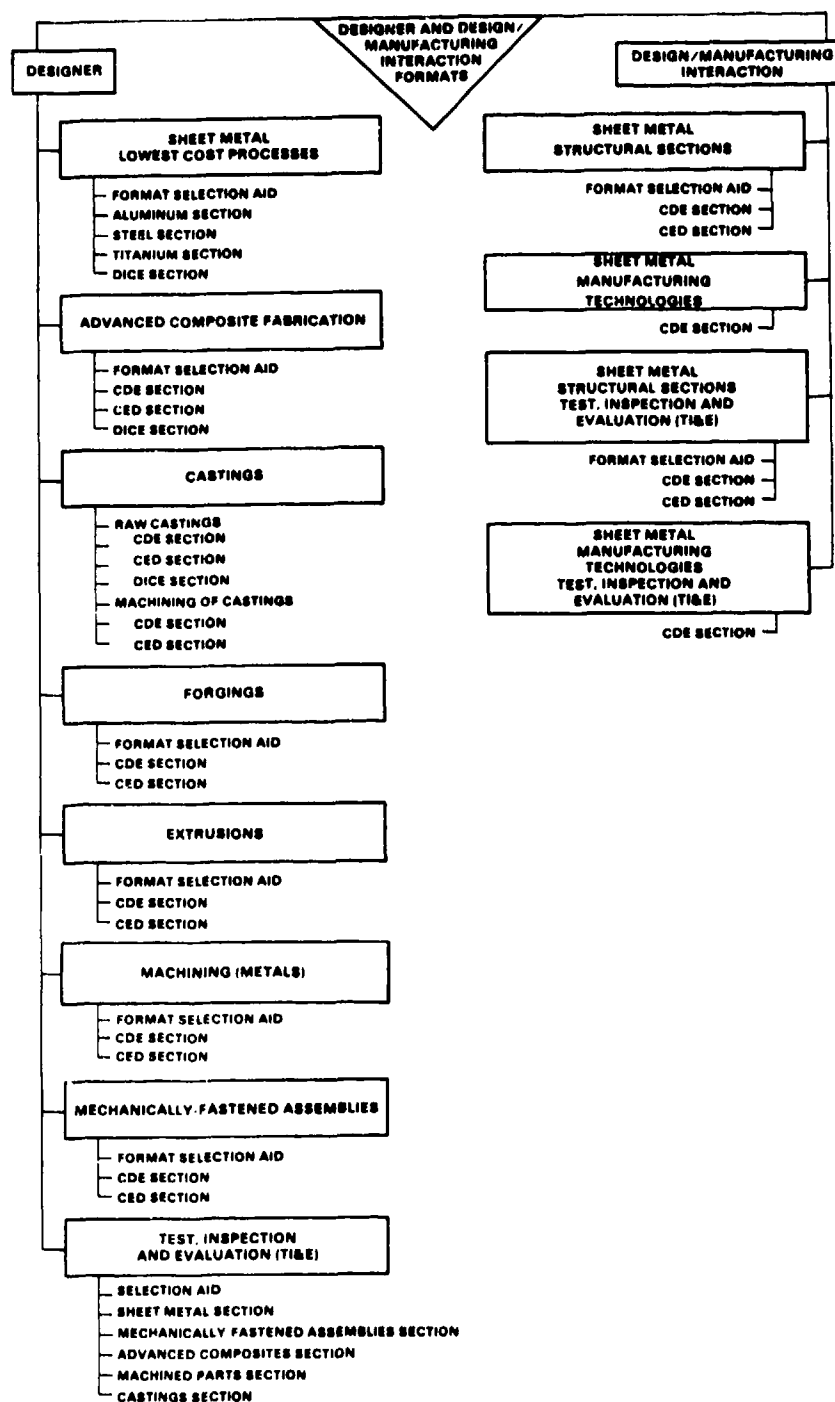 DESIGNER AND DESIGN/
MANUFACTURING
INTERACTION
FORMATS
DESIGNER
SHEET METAL
LOWEST COST PROCESSES
FORMAT SELECTION AID
ALUMINUM SECTION
STEEL SECTION
TITANIUM SECTION
DICE SECTION
ADVANCED COMPOSITE FABRICATION
FORMAT SELECTION AID
CDE SECTION
CED SECTION
DICE SECTION
CASTINGS
RAW CASTINGS
CDE SECTION
CED SECTION
DICE SECTION
MACHINING OF CASTINGS
CDE SECTION
CED SECTION
FORGINGS
FORMAT SELECTION AID
CDE SECTION
CED SECTION
EXTRUSIONS
FORMAT SELECTION AID
CDE SECTION
CED SECTION
MACHINING (METALS)
FORMAT SELECTION AID
CDE SECTION
CED SECTION
MECHANICALLY-FASTENED ASSEMBLIES
FORMAT SELECTION AID
CDE SECTION
CED SECTION
TEST, INSPECTION
AND EVALUATION (TI&E)
SELECTION AID
SHEET METAL SECTION
MECHANICALLY FASTENED ASSEMBLIES SECTION
ADVANCED COMPOSITES SECTION
MACHINED PARTS SECTION
CASTINGS SECTION
DESIGN/MANUFACTURING
INTERACTION
SHEET METAL
STRUCTURAL SECTIONS
FORMAT SELECTION AID
CDE SECTION
CED SECTION
SHEET METAL
MANUFACTURING
TECHNOLOGIES
CDE SECTION
SHEET METAL
STRUCTURAL SECTIONS
TEST, INSPECTION AND
EVALUATION (TI&E)
FORMAT SELECTION AID
CDE SECTION
CED SECTION
SHEET METAL
MANUFACTURING
TECHNOLOGIES
TEST, INSPECTION AND
EVALUATION (TI&E)
CDE SECTION